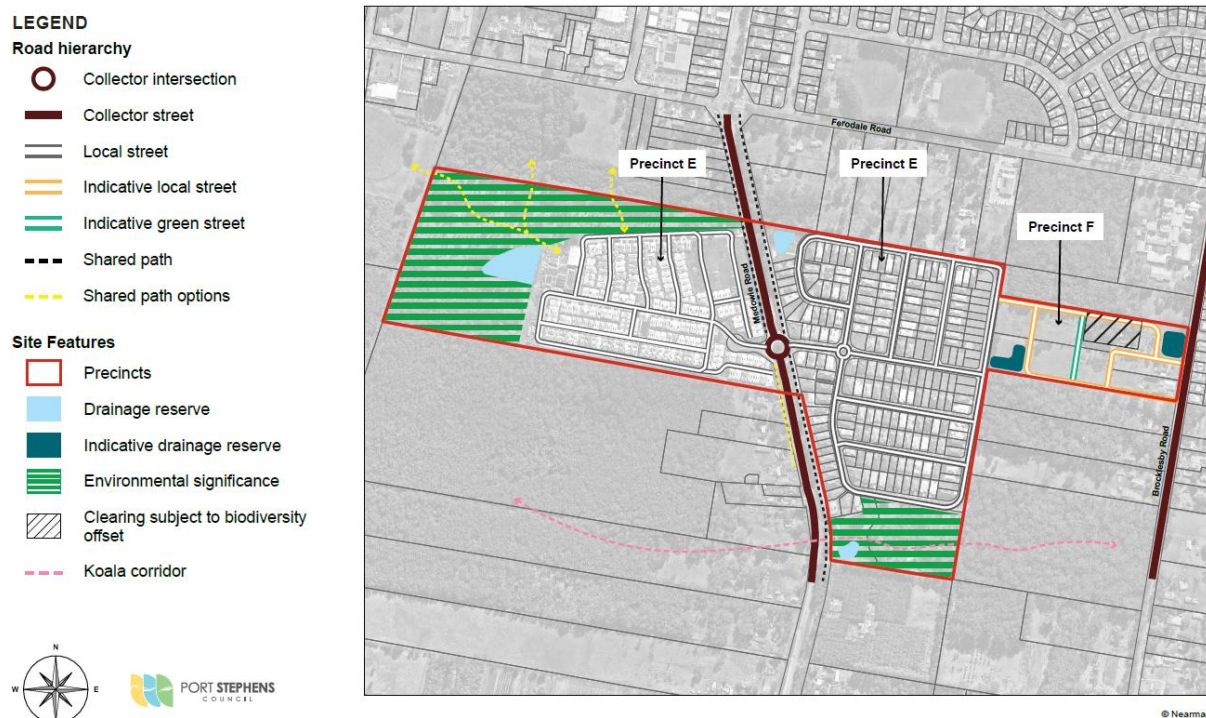 LEGEND
Road hierarchy
Collector intersection
Collector street
Local street
Indicative local street
Indicative green street
Shared path
Shared path options
Site Features
Precincts
Drainage reserve
Indicative drainage reserve
Environmental significance
Clearing subject to biodiversity
offset
Koala corridor
N
W
E
S
PORT STEPHENS
COUNCIL
Ferodale Road
Precinct E
Precinct E
Precinct F
Medowie Road
Brocklesby Road
© Nearma